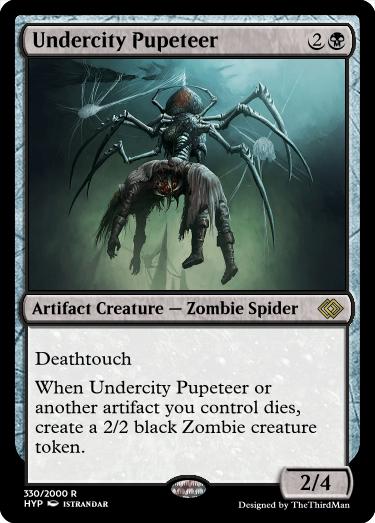 Undercity Pupeteer 2
Artifact Creature — Zombie Spider
Deathtouch
When Undercity Pupeteer or
another artifact you control dies,
create a 2/2 black Zombie creature
token.
2/4
330/2000 R
HYP ISTRANDAR
Designed by TheThirdMan